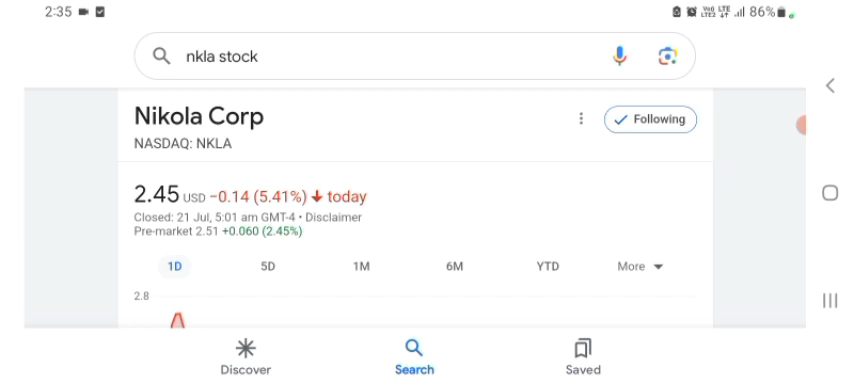 2:35
86%
nkla stock
Nikola Corp
Following
NASDAQ: NKLA
2.45 USD −0.14 (5.41%) today
Closed: 21 Jul, 5:01 am GMT-4 • Disclaimer
Pre-market 2.51 +0.060 (2.45%)
1D 5D 1M 6M YTD More
2.8
Discover Search Saved